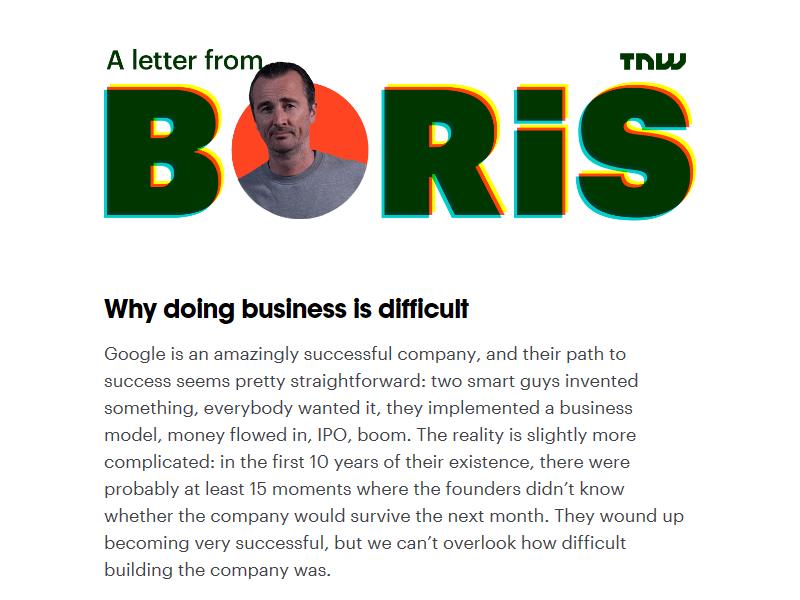 A letter from
TNW
BORiS
Why doing business is difficult
Google is an amazingly successful company, and their path to
success seems pretty straightforward: two smart guys invented
something, everybody wanted it, they implemented a business
model, money flowed in, IPO, boom. The reality is slightly more
complicated: in the first 10 years of their existence, there were
probably at least 15 moments where the founders didn’t know
whether the company would survive the next month. They wound up
becoming very successful, but we can’t overlook how difficult
building the company was.